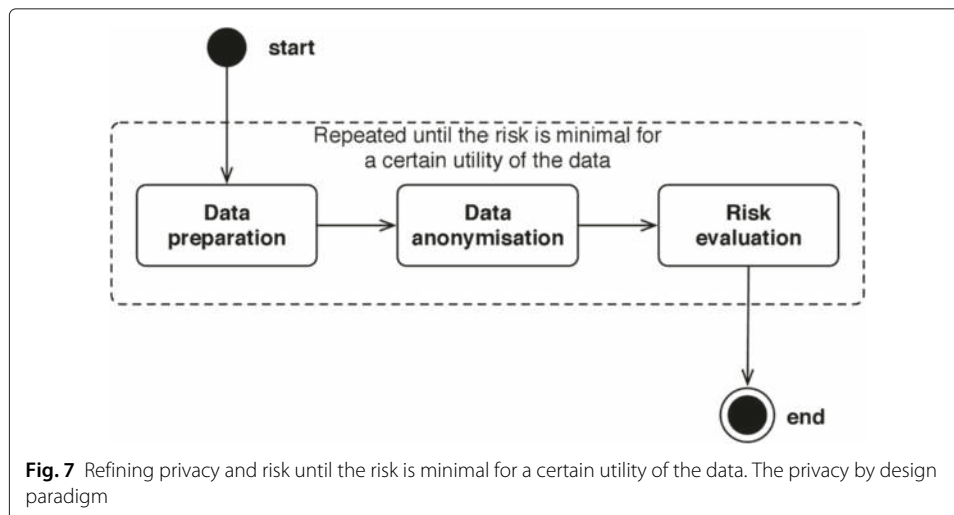 start
Repeated until the risk is minimal for
a certain utility of the data
Data
preparation
Data
anonymisation
Risk
evaluation
end
Fig. 7 Refining privacy and risk until the risk is minimal for a certain utility of the data. The privacy by design
paradigm